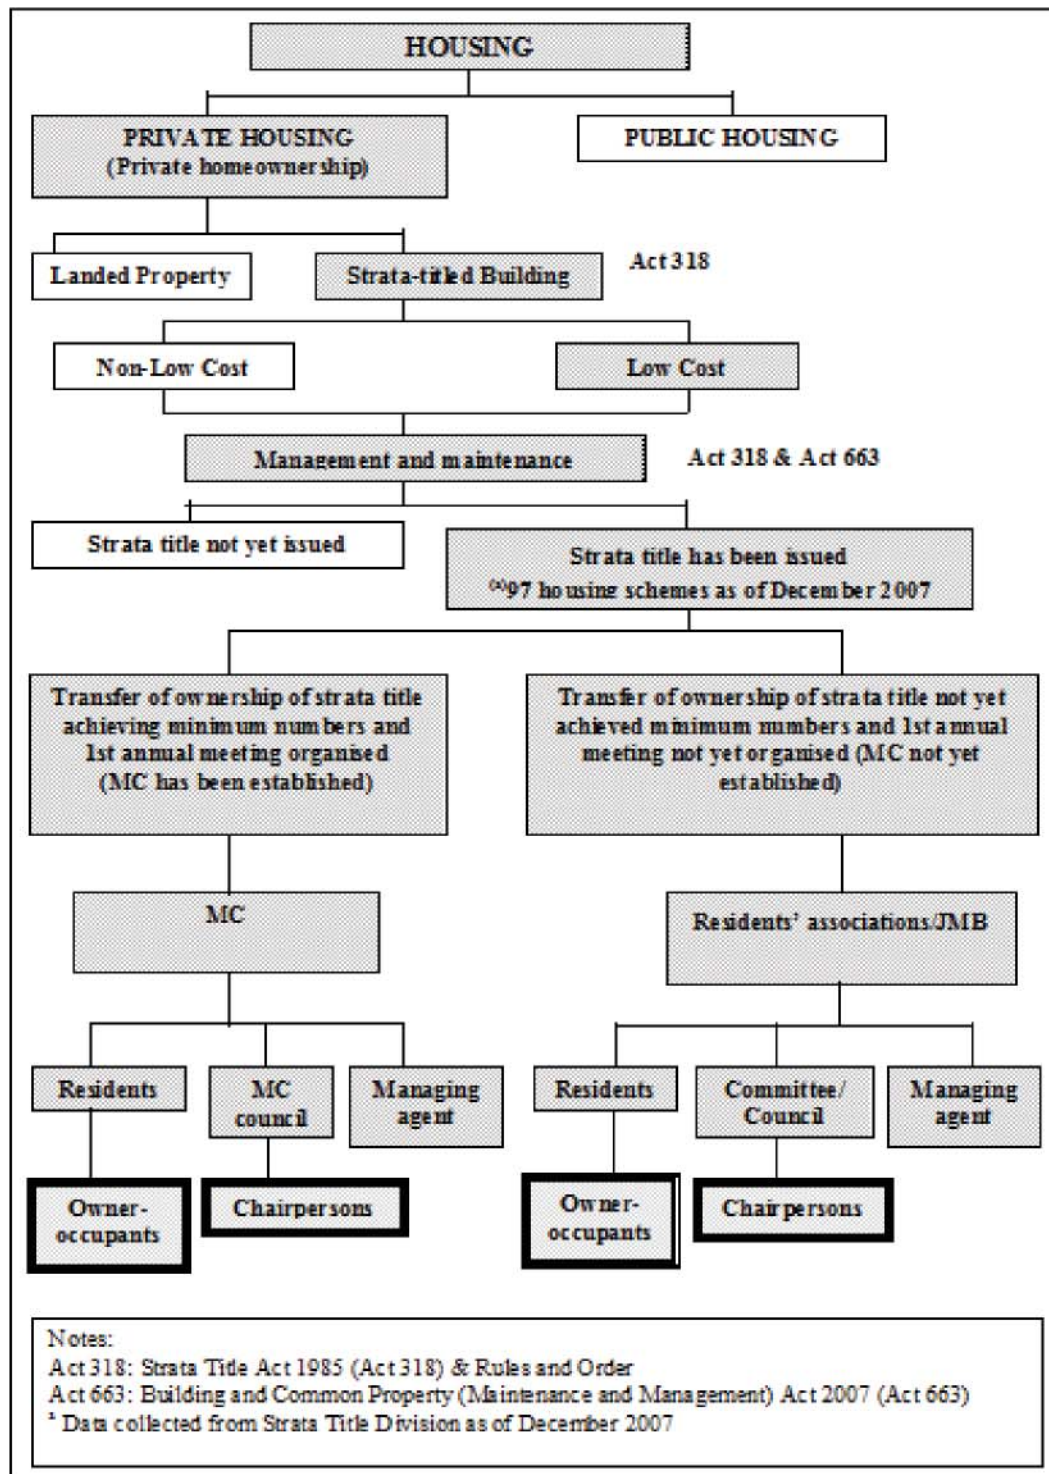 HOUSING
PRIVATE HOUSING
(Private homeownership)
PUBLIC HOUSING
Landed Property
Strata-titled Building
Act 318
Non-Low Cost
Low Cost
Management and maintenance
Act 318 & Act 663
Strata title not yet issued
Strata title has been issued
(a)97 housing schemes as of December 2007
Transfer of ownership of strata title
achieving minimum numbers and
1st annual meeting organised
(MC has been established)
Transfer of ownership of strata title not yet
achieved minimum numbers and 1st annual
meeting not yet organised (MC not yet
established)
MC
Residents' associations/JMB
Residents
MC
council
Managing
agent
Residents
Committee/
Council
Managing
agent
Owner-
occupants
Chairpersons
Owner-
occupants
Chairpersons
Notes:
Act 318: Strata Title Act 1985 (Act 318) & Rules and Order
Act 663: Building and Common Property (Maintenance and Management) Act 2007 (Act 663)
ª Data collected from Strata Title Division as of December 2007